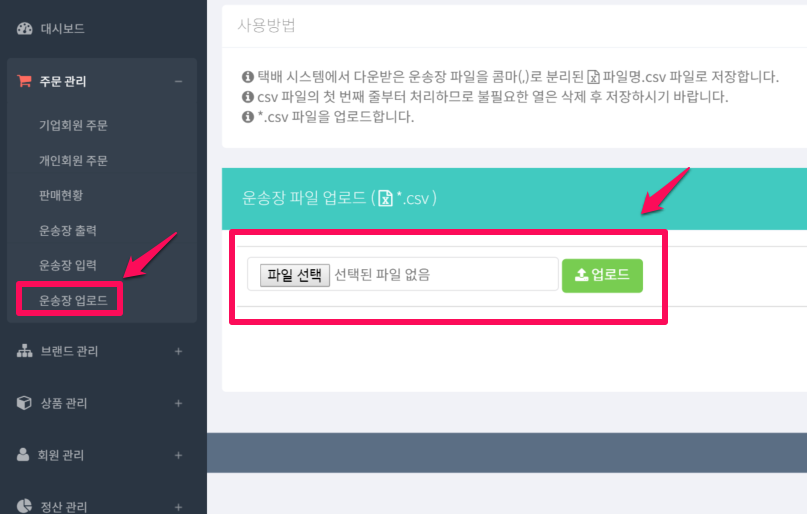 대시보드
주문 관리
기업회원 주문
개인회원 주문
판매현황
운송장 출력
운송장 입력
운송장 업로드
브랜드 관리
상품 관리
회원 관리
정산 관리
사용방법
택배 시스템에서 다운받은 운송장 파일을 콤마(,)로 분리된 파일명.csv 파일로 저장합니다.
csv 파일의 첫 번째 줄부터 처리하므로 불필요한 열은 삭제 후 저장하시기 바랍니다.
*.csv 파일을 업로드합니다.
운송장 파일 업로드 ( *.csv )
파일 선택 선택된 파일 없음 업로드